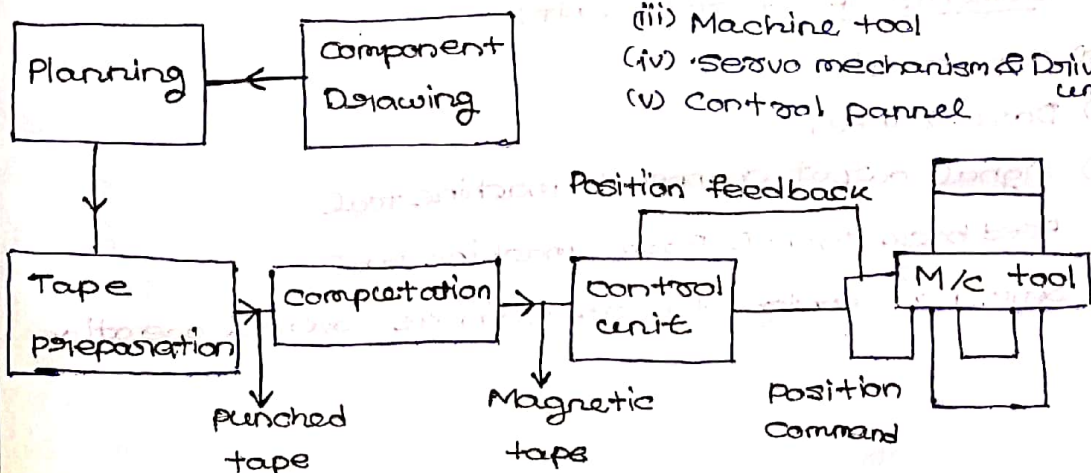 (iii) Machine tool
(iv) servo mechanism & Driv
(v) Control pannel
Planning
Component
Drawing
Position feedback
Tape
preparation
computation
control
unit
M/c tool
punched
tape
Magnetic
tape
position
command